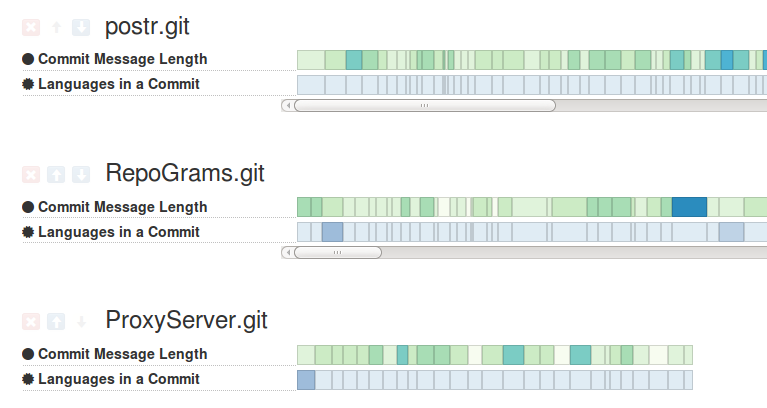 postr.git
Commit Message Length
Languages in a Commit
RepoGrams.git
Commit Message Length
Languages in a Commit
ProxyServer.git
Commit Message Length
Languages in a Commit